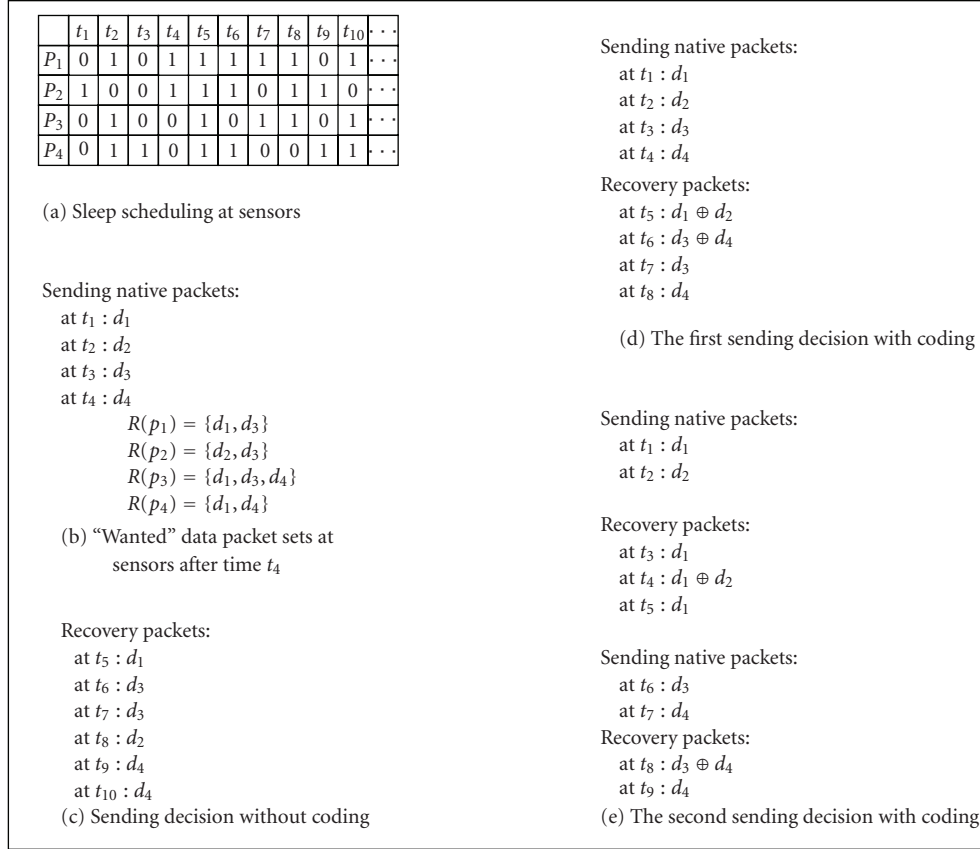 t₁ t₂ t₃ t₄ t₅ t₆ t₇ t₈ t₉ t₁₀ ···
P₁ 0 1 0 1 1 1 1 1 0 1 ···
P₂ 1 0 0 1 1 1 0 1 1 0 ···
P₃ 0 1 0 0 1 0 1 1 0 1 ···
P₄ 0 1 1 0 1 1 0 0 1 1 ···
(a) Sleep scheduling at sensors
Sending native packets:
at t₁ : d₁
at t₂ : d₂
at t₃ : d₃
at t₄ : d₄
R(p₁) = {d₁, d₃}
R(p₂) = {d₂, d₃}
R(p₃) = {d₁, d₃, d₄}
R(p₄) = {d₁, d₄}
(b) “Wanted” data packet sets at
sensors after time t₄
Recovery packets:
at t₅ : d₁
at t₆ : d₃
at t₇ : d₃
at t₈ : d₂
at t₉ : d₄
at t₁₀ : d₄
(c) Sending decision without coding
Sending native packets:
at t₁ : d₁
at t₂ : d₂
at t₃ : d₃
at t₄ : d₄
Recovery packets:
at t₅ : d₁ ⊕ d₂
at t₆ : d₃ ⊕ d₄
at t₇ : d₃
at t₈ : d₄
(d) The first sending decision with coding
Sending native packets:
at t₁ : d₁
at t₂ : d₂
Recovery packets:
at t₃ : d₁
at t₄ : d₁ ⊕ d₂
at t₅ : d₁
Sending native packets:
at t₆ : d₃
at t₇ : d₄
Recovery packets:
at t₈ : d₃ ⊕ d₄
at t₉ : d₄
(e) The second sending decision with coding